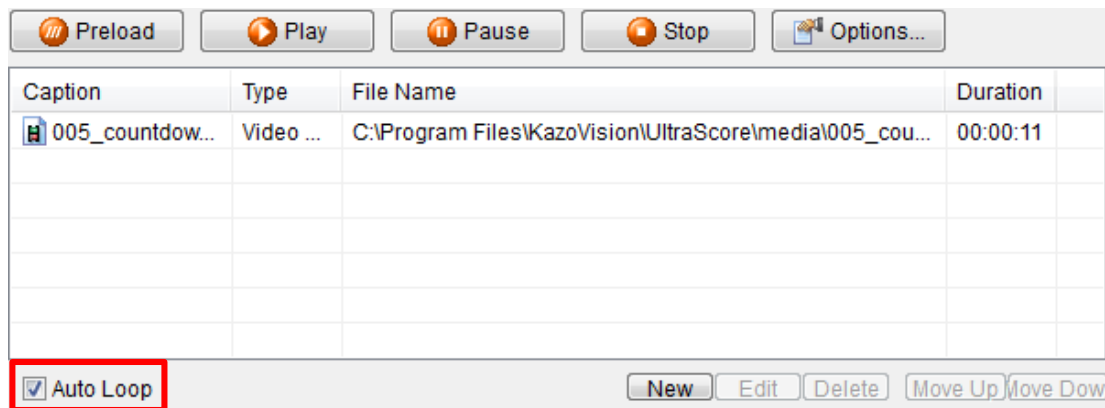 Preload Play Pause Stop Options...
Caption Type File Name Duration
005_countdow... Video ... C:\Program Files\KazoVision\UltraScore\media\005_cou... 00:00:11
Auto Loop New Edit Delete Move Up Move Dow